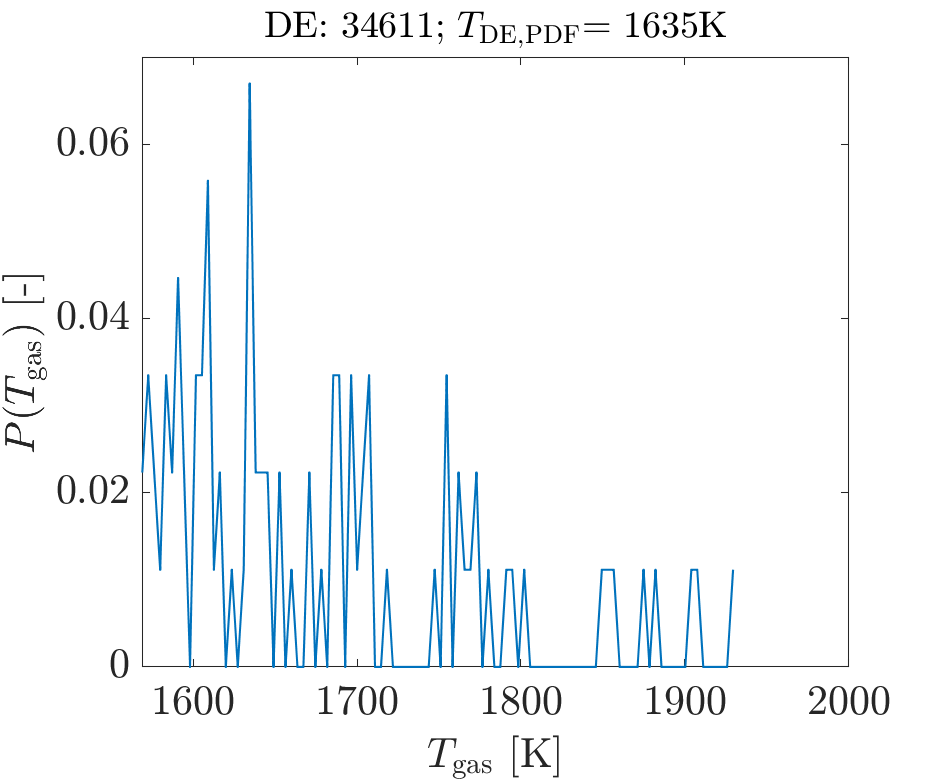 DE: 34611; T_DE,PDF= 1635K
0.06
0.04
0.02
0
P(T_gas) [-]
1600 1700 1800 1900 2000
T_gas [K]